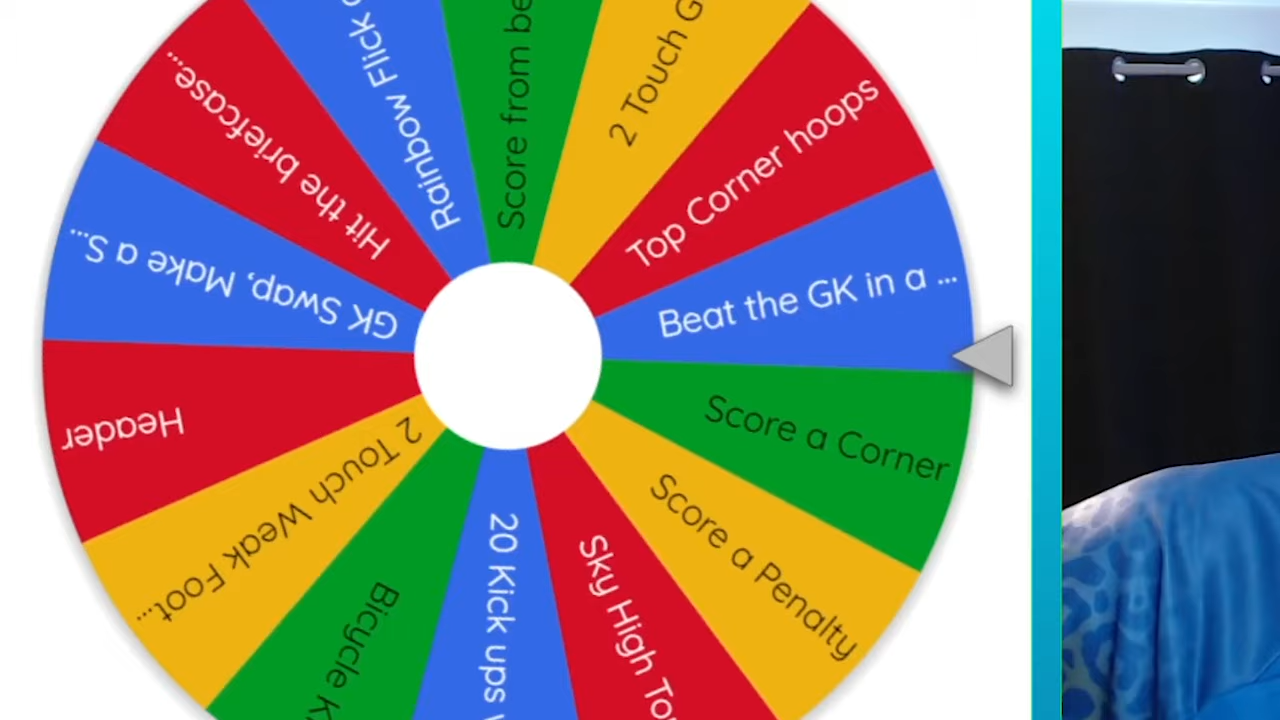 Rainbow Flick
Score from be
2 Touch G
Top Corner hoops
Beat the GK in a ...
Score a Corner
Score a Penalty
Sky High To
20 Kick ups
Bicycle K
2 Touch Weak Foot...
Header
GK Swap, Make a S...
Hit the briefcase...